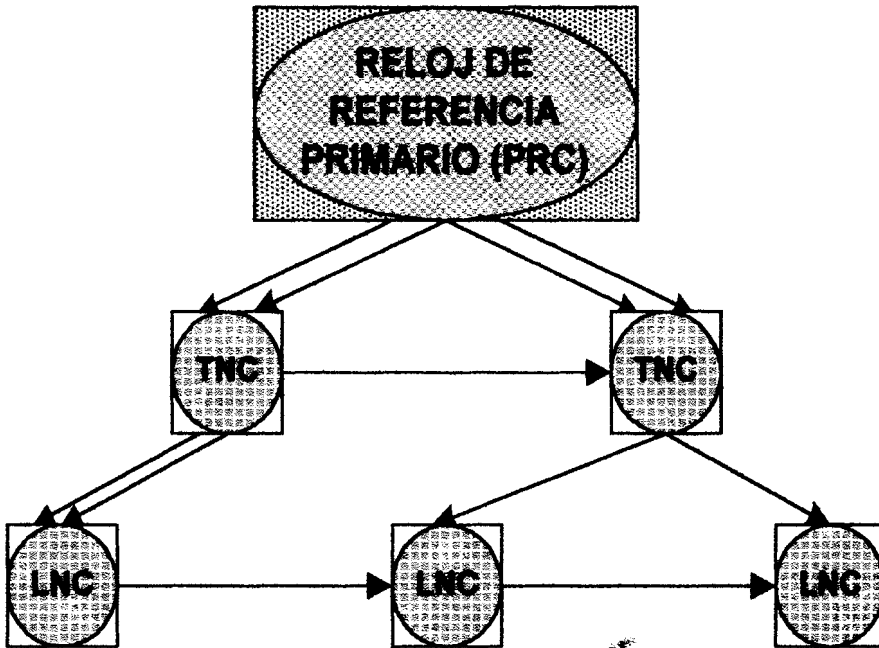 RELOJ DE
REFERENCIA
PRIMARIO (PRC)
TNC
TNC
LNC
LNC
LNC